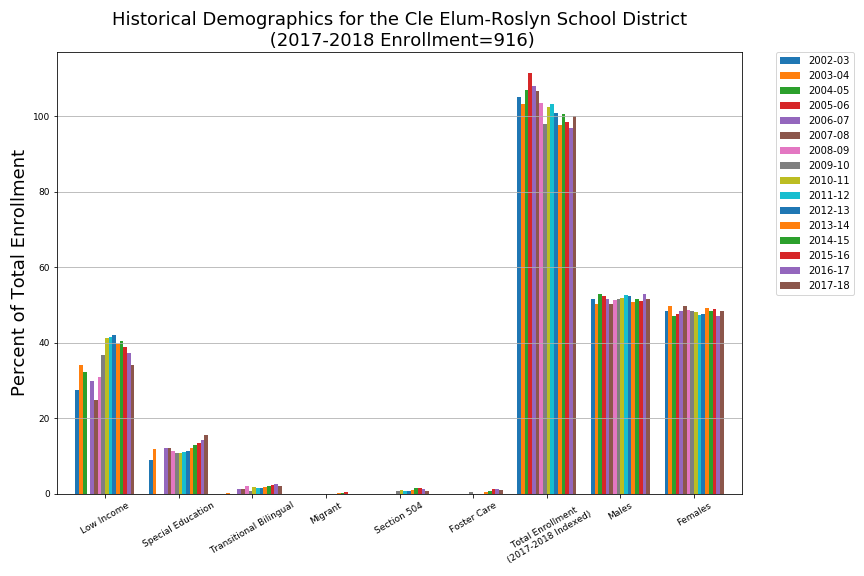 Historical Demographics for the Cle Elum-Roslyn School District
(2017-2018 Enrollment=916)
Percent of Total Enrollment
100
80
60
40
20
0
Low Income
Special Education
Transitional Bilingual
Migrant
Section 504
Foster Care
Total Enrollment
(2017-2018 Indexed)
Males
Females
2002-03
2003-04
2004-05
2005-06
2006-07
2007-08
2008-09
2009-10
2010-11
2011-12
2012-13
2013-14
2014-15
2015-16
2016-17
2017-18